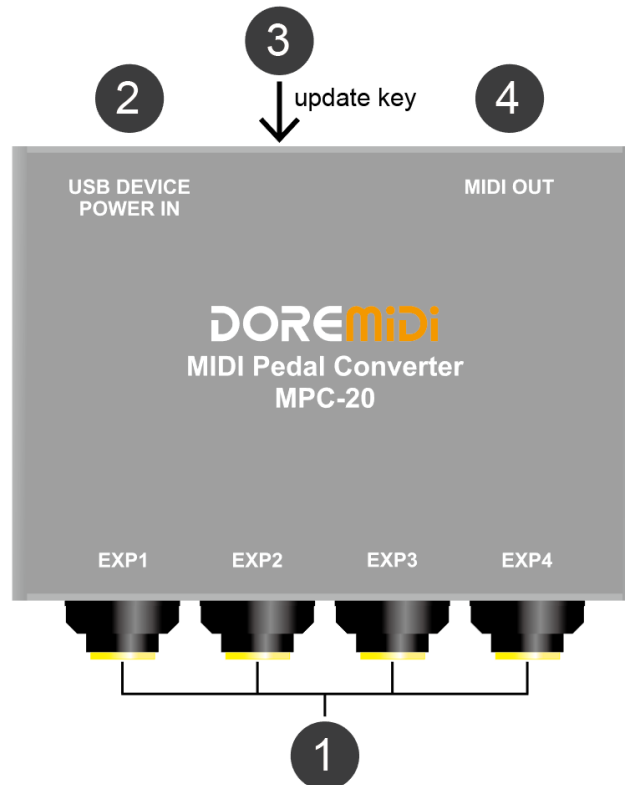 3
2
update key
4
USB DEVICE
POWER IN
MIDI OUT
DOREMiDi
MIDI Pedal Converter
MPC-20
EXP1 EXP2 EXP3 EXP4
1